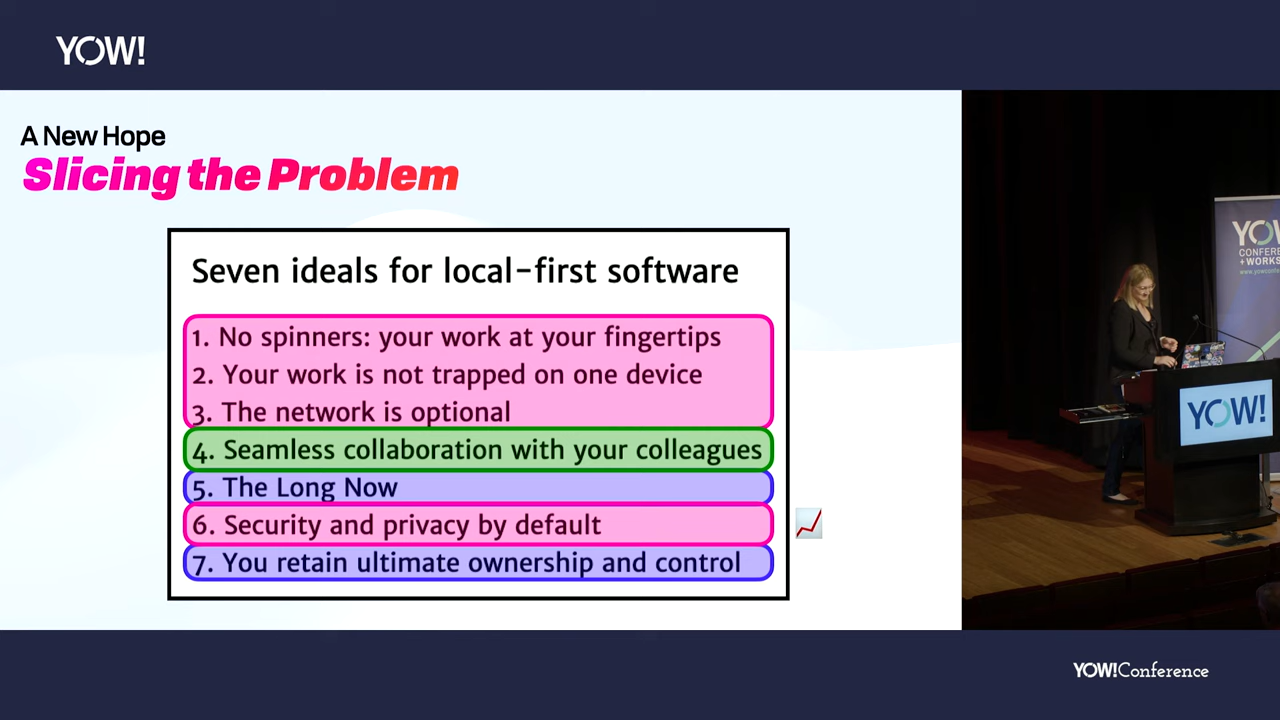 YOW!
A New Hope
Slicing the Problem
Seven ideals for local-first software
1. No spinners: your work at your fingertips
2. Your work is not trapped on one device
3. The network is optional
4. Seamless collaboration with your colleagues
5. The Long Now
6. Security and privacy by default
7. You retain ultimate ownership and control
YOW!
YOW!Conference